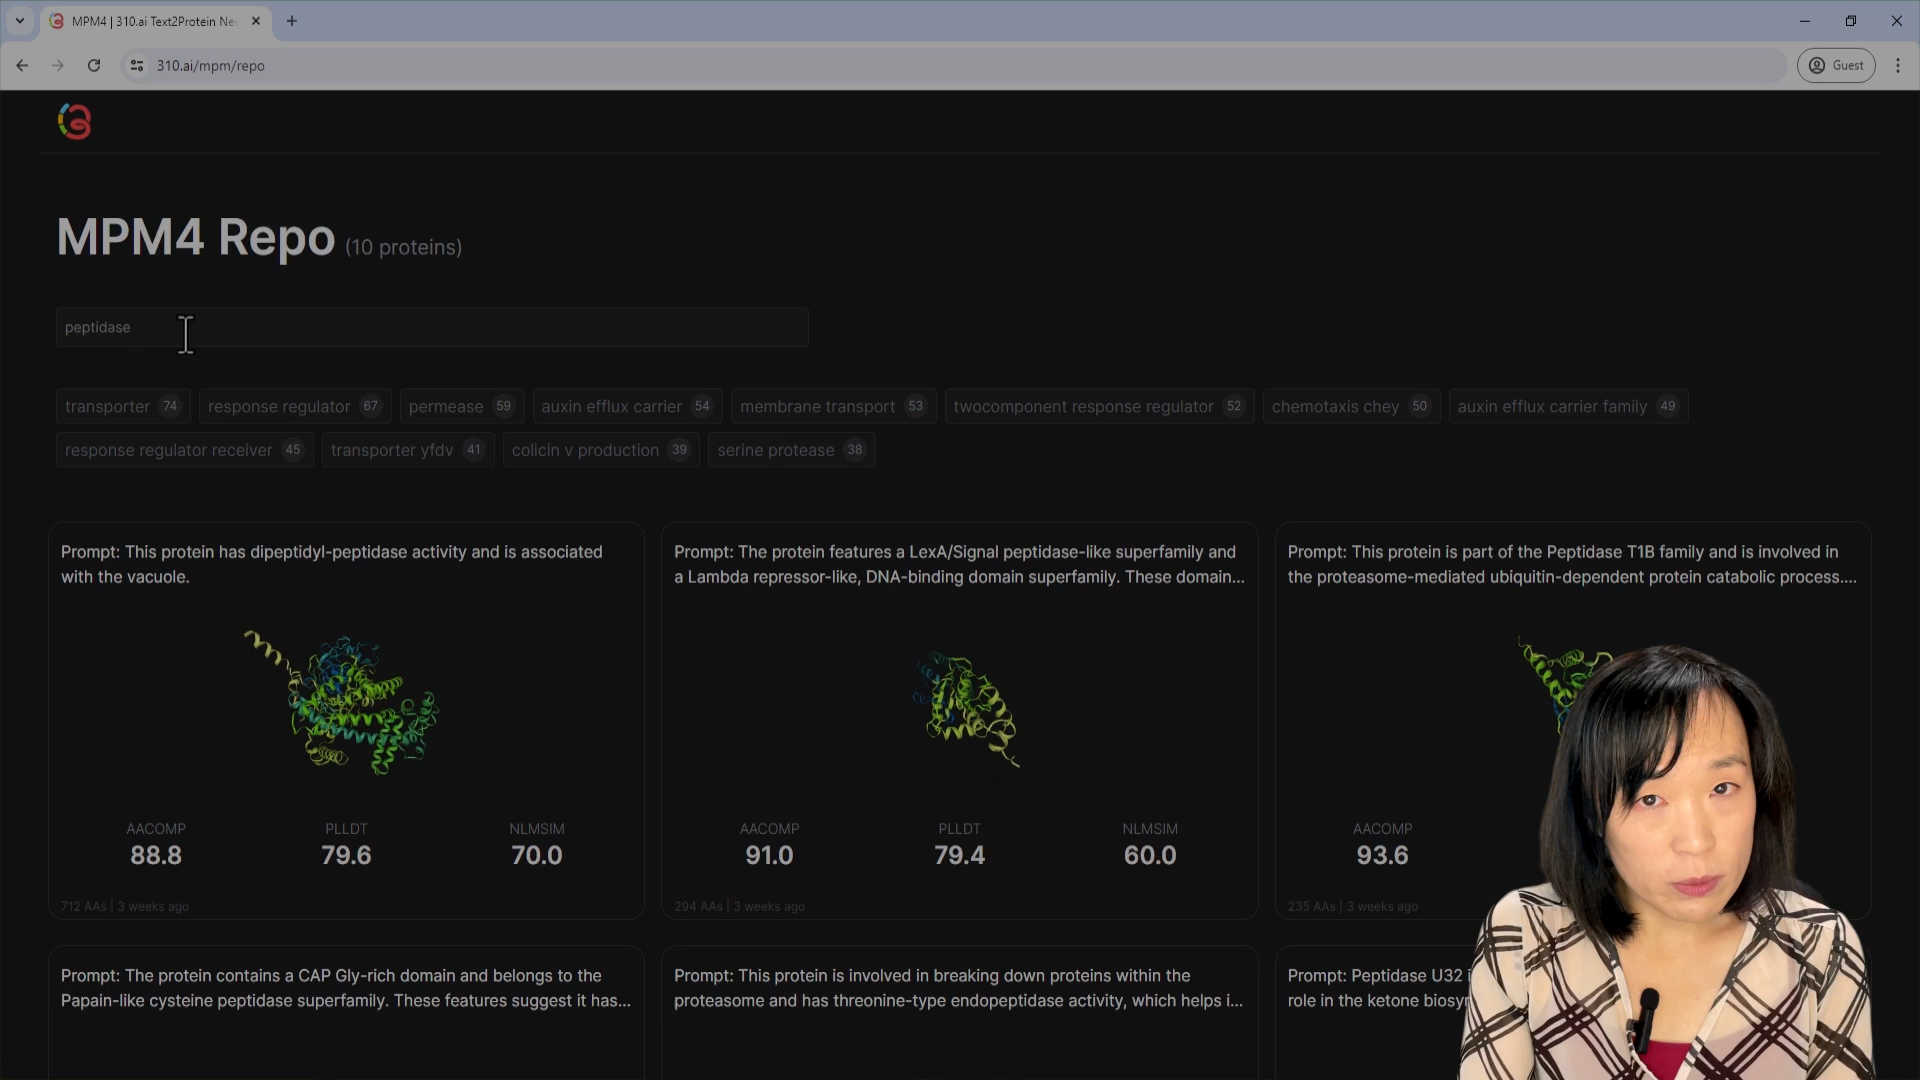 MPM4 | 310.ai Text2Protein Ne
310.ai/mpm/repo
Guest
MPM4 Repo (10 proteins)
peptidase
transporter 74 response regulator 67 permease 59 auxin efflux carrier 54 membrane transport 53 twocomponent response regulator 52 chemotaxis chey 50 auxin efflux carrier family 49
response regulator receiver 45 transporter yfdv 41 colicin v production 39 serine protease 38
Prompt: This protein has dipeptidyl-peptidase activity and is associated
with the vacuole.
AACOMP PLLDT NLMSIM
88.8 79.6 70.0
712 AAs | 3 weeks ago
Prompt: The protein features a LexA/Signal peptidase-like superfamily and
a Lambda repressor-like, DNA-binding domain superfamily. These domain...
AACOMP PLLDT NLMSIM
91.0 79.4 60.0
294 AAs | 3 weeks ago
Prompt: This protein is part of the Peptidase T1B family and is involved in
the proteasome-mediated ubiquitin-dependent protein catabolic process....
AACOMP
93.6
235 AAs | 3 weeks ago
Prompt: The protein contains a CAP Gly-rich domain and belongs to the
Papain-like cysteine peptidase superfamily. These features suggest it has...
Prompt: This protein is involved in breaking down proteins within the
proteasome and has threonine-type endopeptidase activity, which helps i...
Prompt: Peptidase U32
role in the ketone